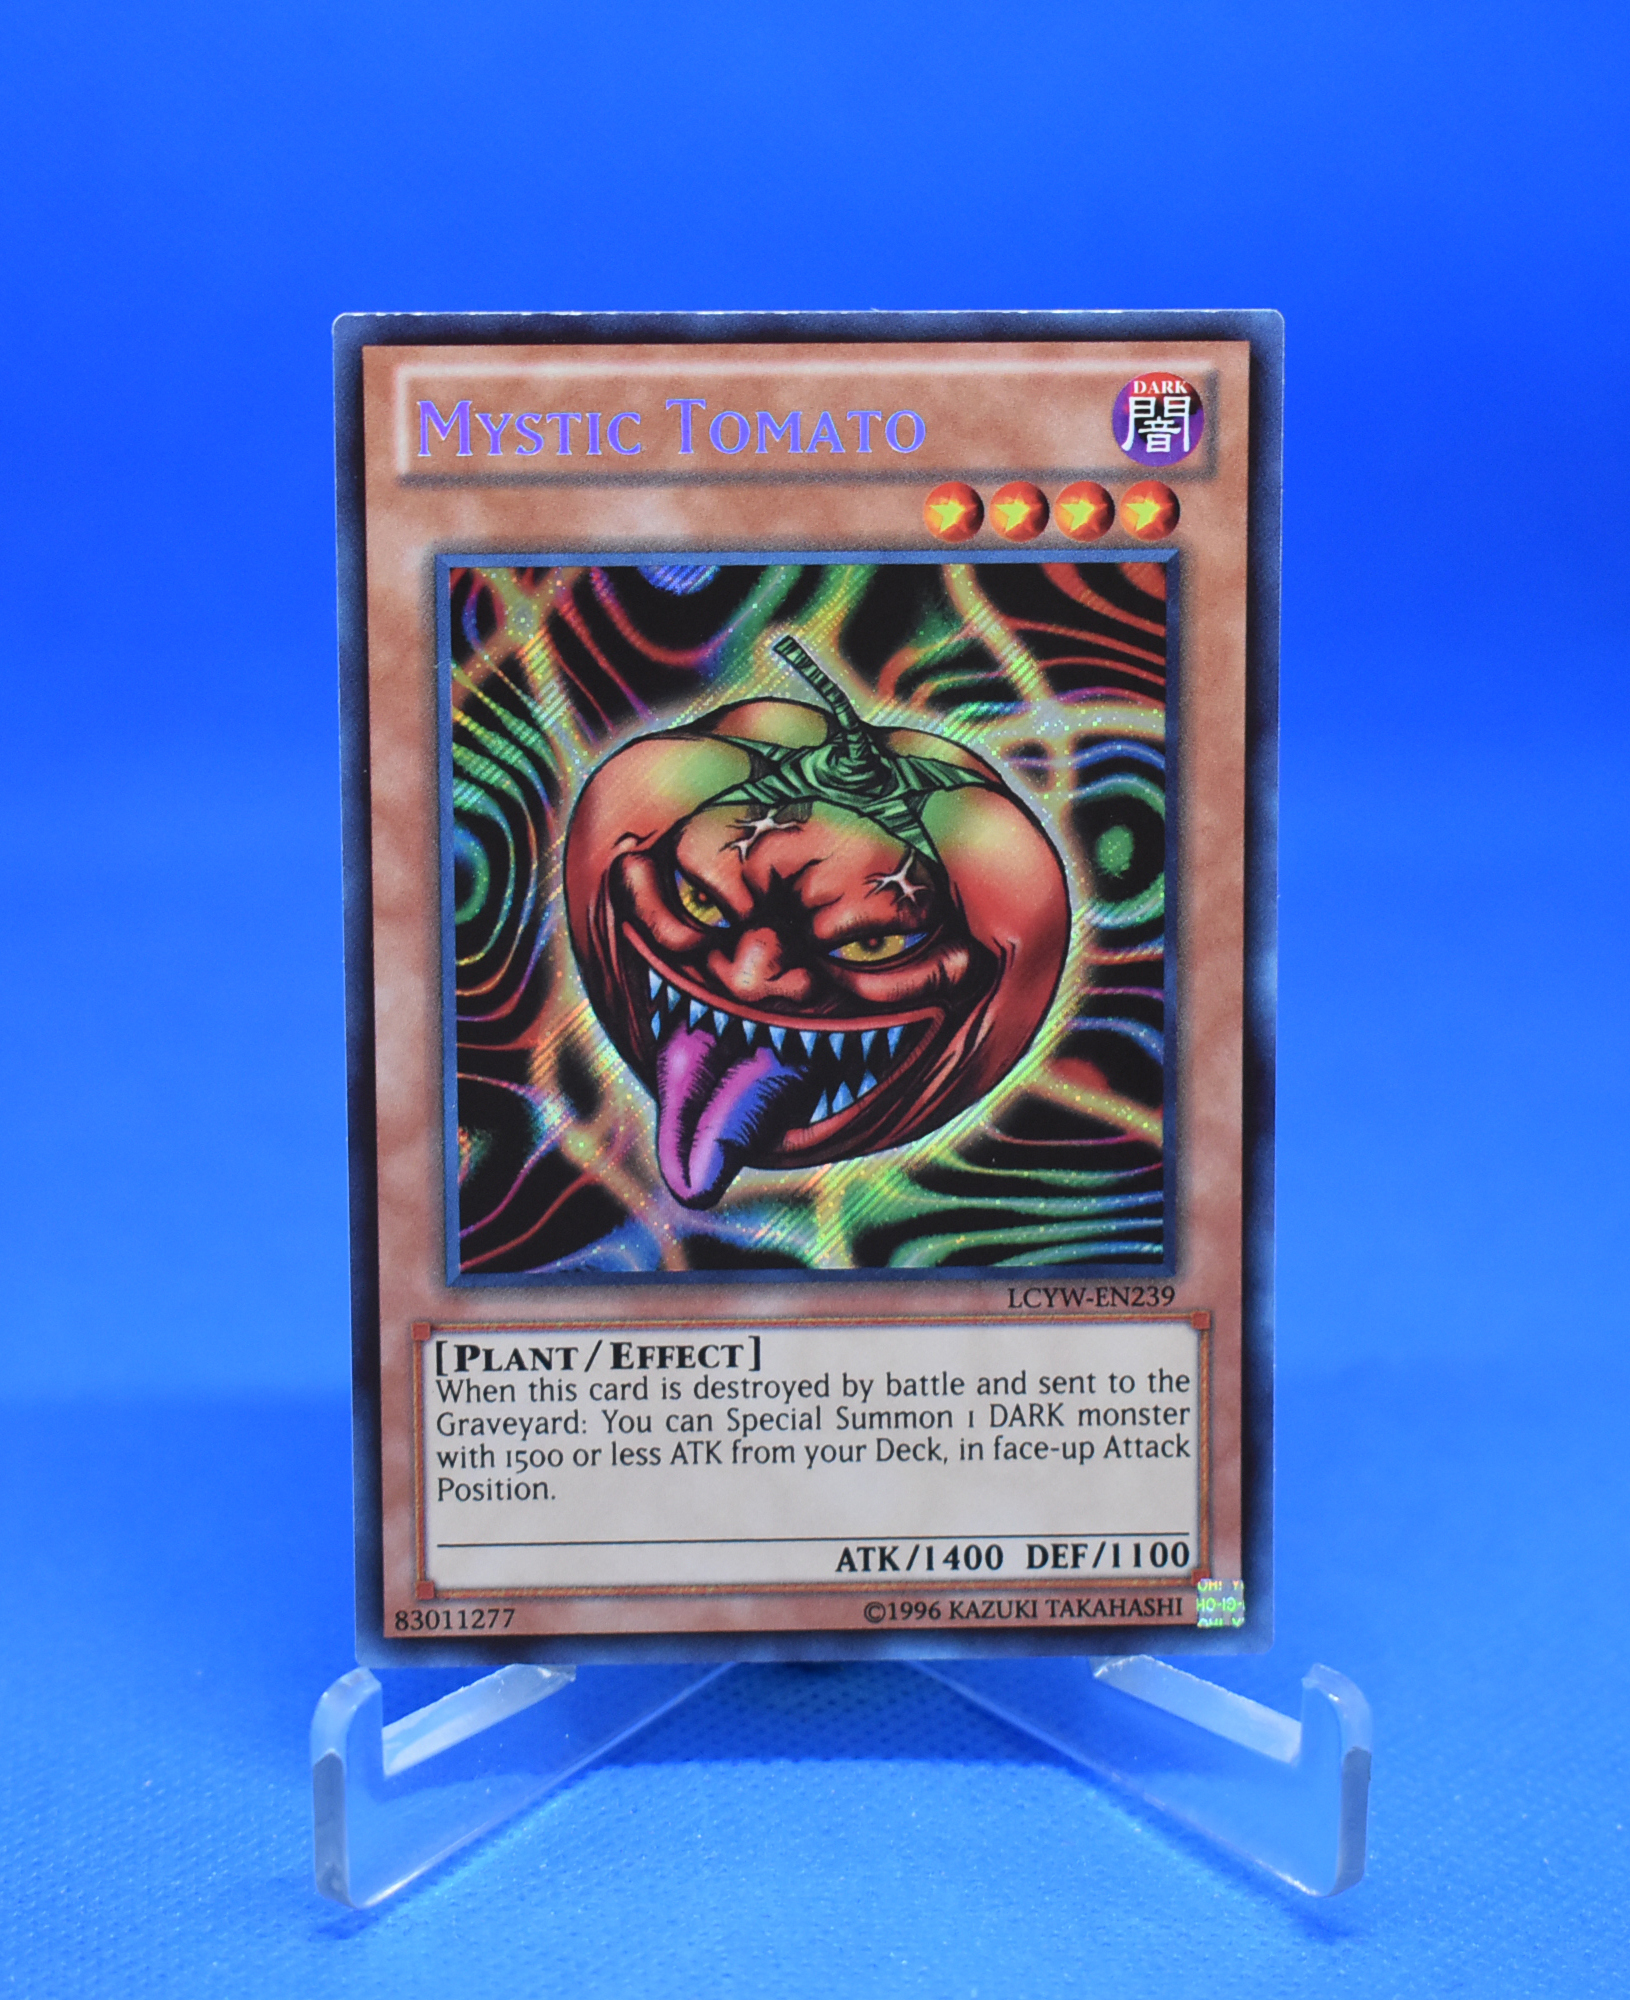 MYSTIC TOMATO
DARK
闇
LCYW-EN239
[PLANT/EFFECT]
When this card is destroyed by battle and sent to the
Graveyard: You can Special Summon 1 DARK monster
with 1500 or less ATK from your Deck, in face-up Attack
Position.
ATK/1400 DEF/1100
83011277
©1996 KAZUKI TAKAHASHI